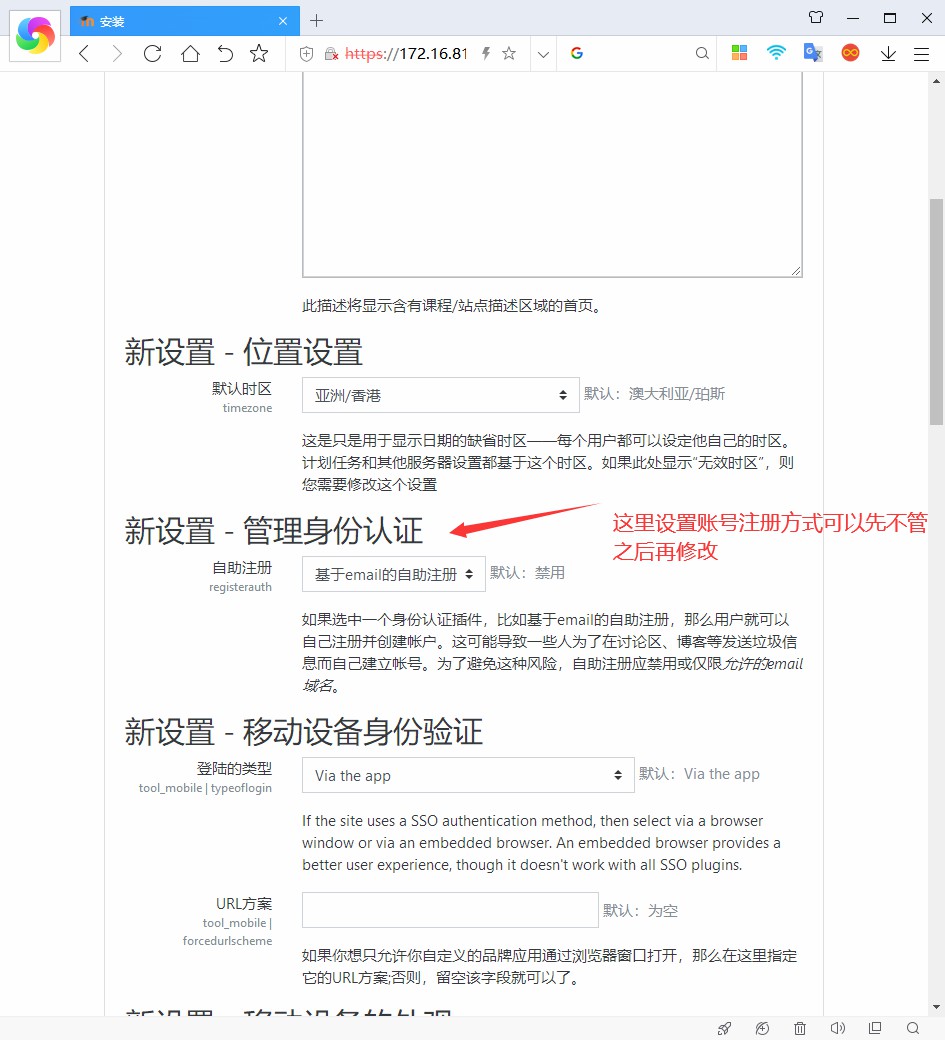 安装
https://172.16.81
此描述将显示含有课程/站点描述区域的首页。
新设置 - 位置设置
默认时区
timezone
亚洲/香港
默认：澳大利亚/珀斯
这是只是用于显示日期的缺省时区——每个用户都可以设定他自己的时区。
计划任务和其他服务器设置都基于这个时区。如果此处显示“无效时区”，则
您需要修改这个设置
新设置 - 管理身份认证
这里设置账号注册方式可以先不管
之后再修改
自助注册
registerauth
基于email的自助注册
默认：禁用
如果选中一个身份认证插件，比如基于email的自助注册，那么用户就可以
自己注册并创建帐户。这可能导致一些人为了在讨论区、博客等发送垃圾信
息而自己建立帐号。为了避免这种风险，自助注册应禁用或仅限允许的email
域名。
新设置 - 移动设备身份验证
登陆的类型
tool_mobile | typeoflogin
Via the app
默认：Via the app
If the site uses a SSO authentication method, then select via a browser
window or via an embedded browser. An embedded browser provides a
better user experience, though it doesn't work with all SSO plugins.
URL方案
tool_mobile |
forcedurlscheme
默认：为空
如果你想只允许你自定义的品牌应用通过浏览器窗口打开，那么在这里指定
它的URL方案;否则，留空该字段就可以了。
新设置 - 移动设备的外观